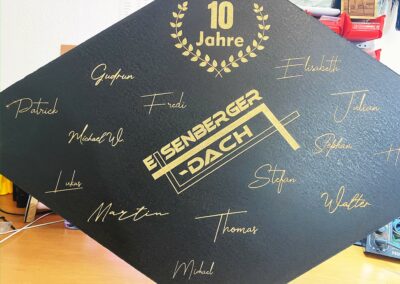 10
Jahre
Gudrun
Elisabeth
Patrick
Fredi
Julian
EISENBERGER
-DACH
Michael W.
Stephan
H
Lukas
Stefan
Martin
Walter
Thomas
Michael